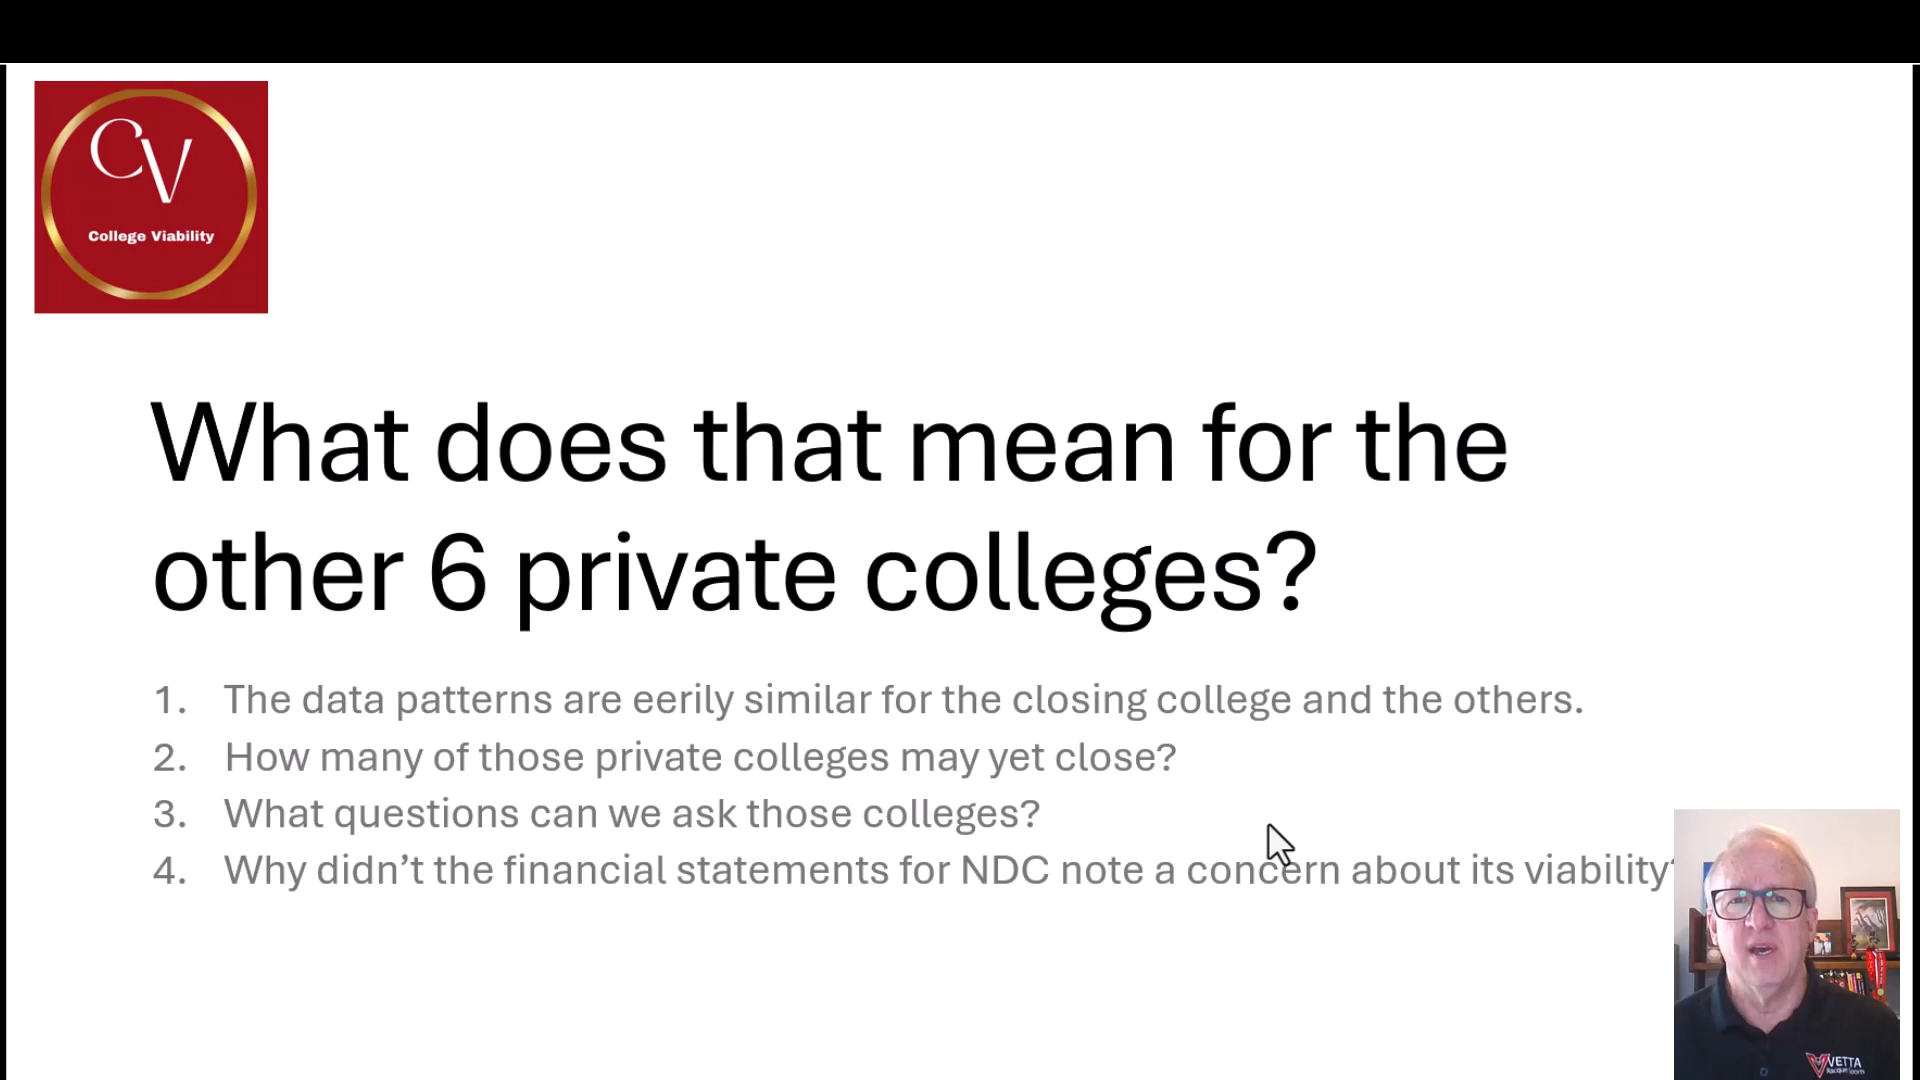 CV
College Viability
What does that mean for the
other 6 private colleges?
1. The data patterns are eerily similar for the closing college and the others.
2. How many of those private colleges may yet close?
3. What questions can we ask those colleges?
4. Why didn’t the financial statements for NDC note a concern about its viability?
VETTA
Racquet Sports